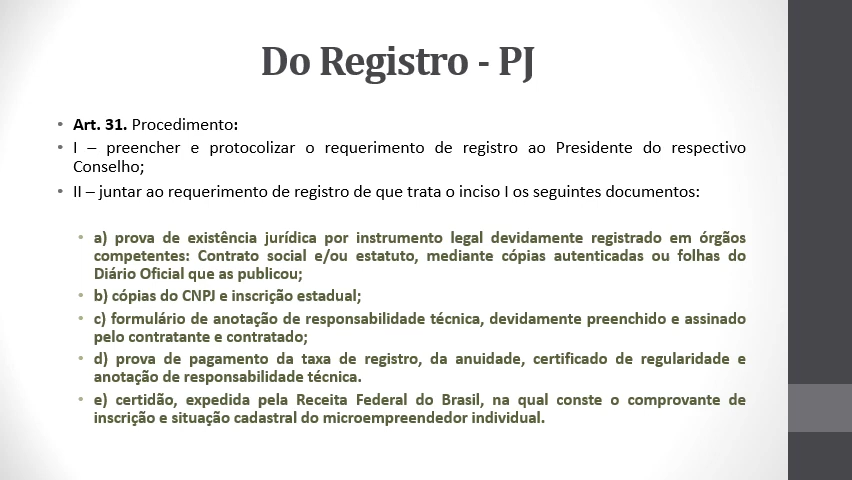 Do Registro - PJ
• Art. 31. Procedimento:
• I – preencher e protocolizar o requerimento de registro ao Presidente do respectivo
Conselho;
• II – juntar ao requerimento de registro de que trata o inciso I os seguintes documentos:
• a) prova de existência jurídica por instrumento legal devidamente registrado em órgãos
competentes: Contrato social e/ou estatuto, mediante cópias autenticadas ou folhas do
Diário Oficial que as publicou;
• b) cópias do CNPJ e inscrição estadual;
• c) formulário de anotação de responsabilidade técnica, devidamente preenchido e assinado
pelo contratante e contratado;
• d) prova de pagamento da taxa de registro, da anuidade, certificado de regularidade e
anotação de responsabilidade técnica.
• e) certidão, expedida pela Receita Federal do Brasil, na qual conste o comprovante de
inscrição e situação cadastral do microempreendedor individual.